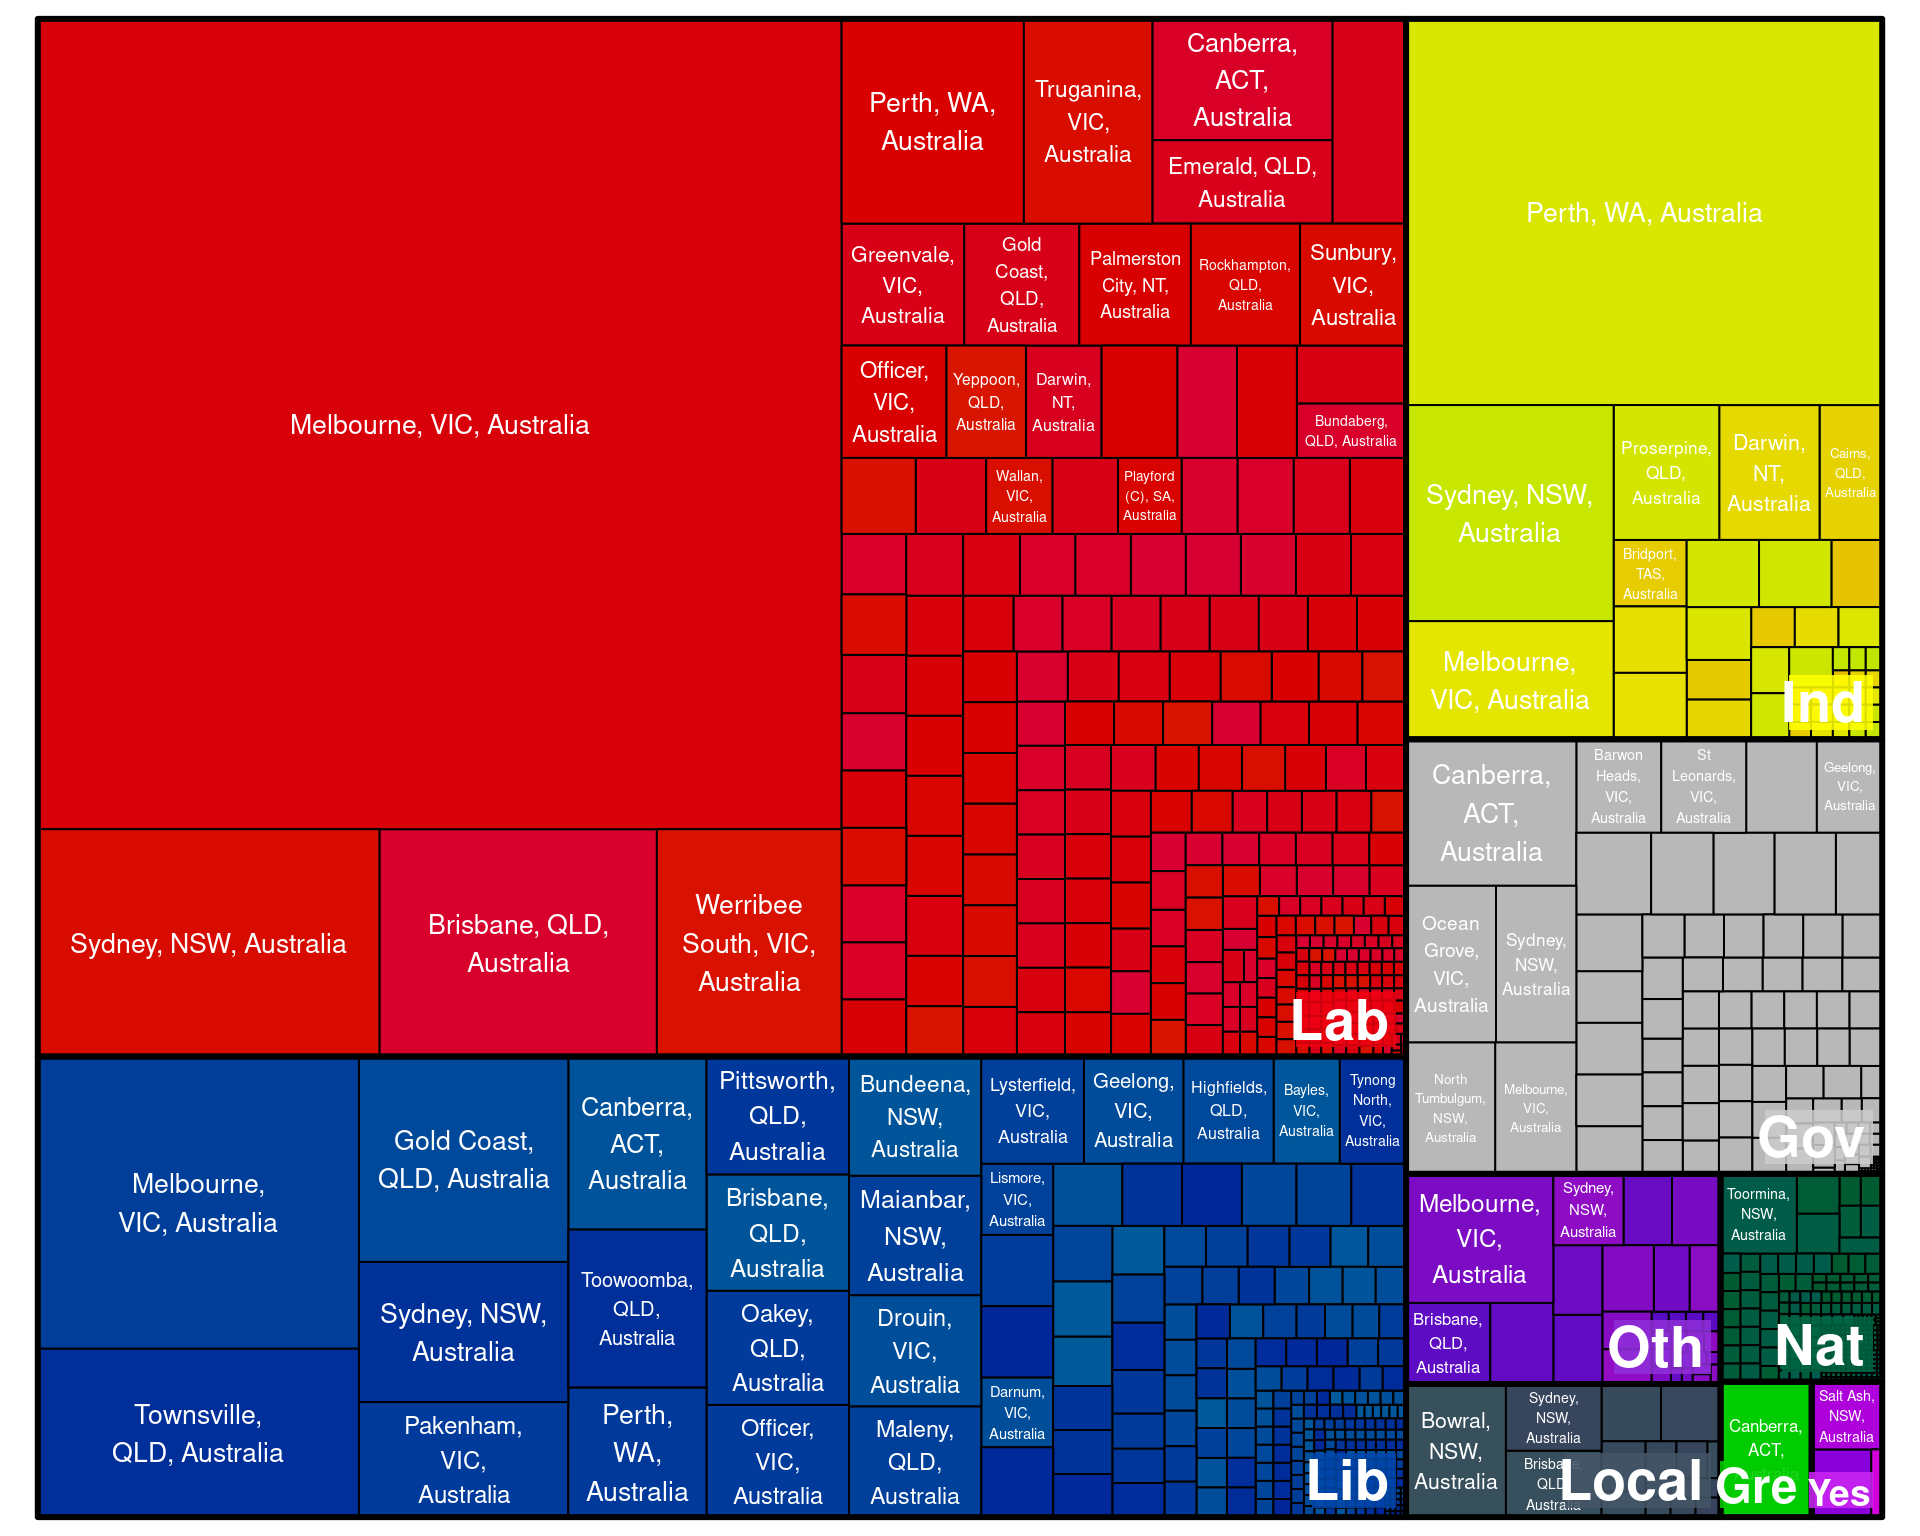 Melbourne, VIC, Australia
Sydney, NSW, Australia
Brisbane, QLD,
Australia
Werribee
South, VIC,
Australia
Perth, WA,
Australia
Truganina,
VIC,
Australia
Canberra,
ACT,
Australia
Emerald, QLD,
Australia
Greenvale,
VIC,
Australia
Gold
Coast,
QLD,
Australia
Palmerston
City, NT,
Australia
Rockhampton,
QLD,
Australia
Sunbury,
VIC,
Australia
Officer,
VIC,
Australia
Yeppoon,
QLD,
Australia
Darwin,
NT,
Australia
Bundaberg,
QLD, Australia
Wallan,
VIC,
Australia
Playford
(C), SA,
Australia
Lab
Perth, WA, Australia
Sydney, NSW,
Australia
Melbourne,
VIC, Australia
Proserpine,
QLD,
Australia
Darwin,
NT,
Australia
Cairns,
QLD,
Australia
Bridport,
TAS,
Australia
Ind
Canberra,
ACT,
Australia
Barwon
Heads,
VIC,
Australia
St
Leonards,
VIC,
Australia
Geelong,
VIC,
Australia
Ocean
Grove,
VIC,
Australia
Sydney,
NSW,
Australia
North
Tumbulgum,
NSW,
Australia
Melbourne,
VIC,
Australia
Gov
Melbourne,
VIC, Australia
Townsville,
QLD, Australia
Gold Coast,
QLD, Australia
Sydney, NSW,
Australia
Pakenham,
VIC,
Australia
Canberra,
ACT,
Australia
Toowoomba,
QLD,
Australia
Perth,
WA,
Australia
Pittsworth,
QLD,
Australia
Brisbane,
QLD,
Australia
Oakey,
QLD,
Australia
Officer,
VIC,
Australia
Bundeena,
NSW,
Australia
Maianbar,
NSW,
Australia
Drouin,
VIC,
Australia
Maleny,
QLD,
Australia
Lysterfield,
VIC,
Australia
Geelong,
VIC,
Australia
Highfields,
QLD,
Australia
Bayles,
VIC,
Australia
Tynong
North,
VIC,
Australia
Lismore,
VIC,
Australia
Darnum,
VIC,
Australia
Lib
Melbourne,
VIC,
Australia
Sydney,
NSW,
Australia
Brisbane,
QLD,
Australia
Oth
Toormina,
NSW,
Australia
Nat
Bowral,
NSW,
Australia
Sydney,
NSW,
Australia
Brisbane,
QLD,
Australia
Local
Canberra,
ACT,
Australia
Gre
Salt Ash,
NSW,
Australia
Yes